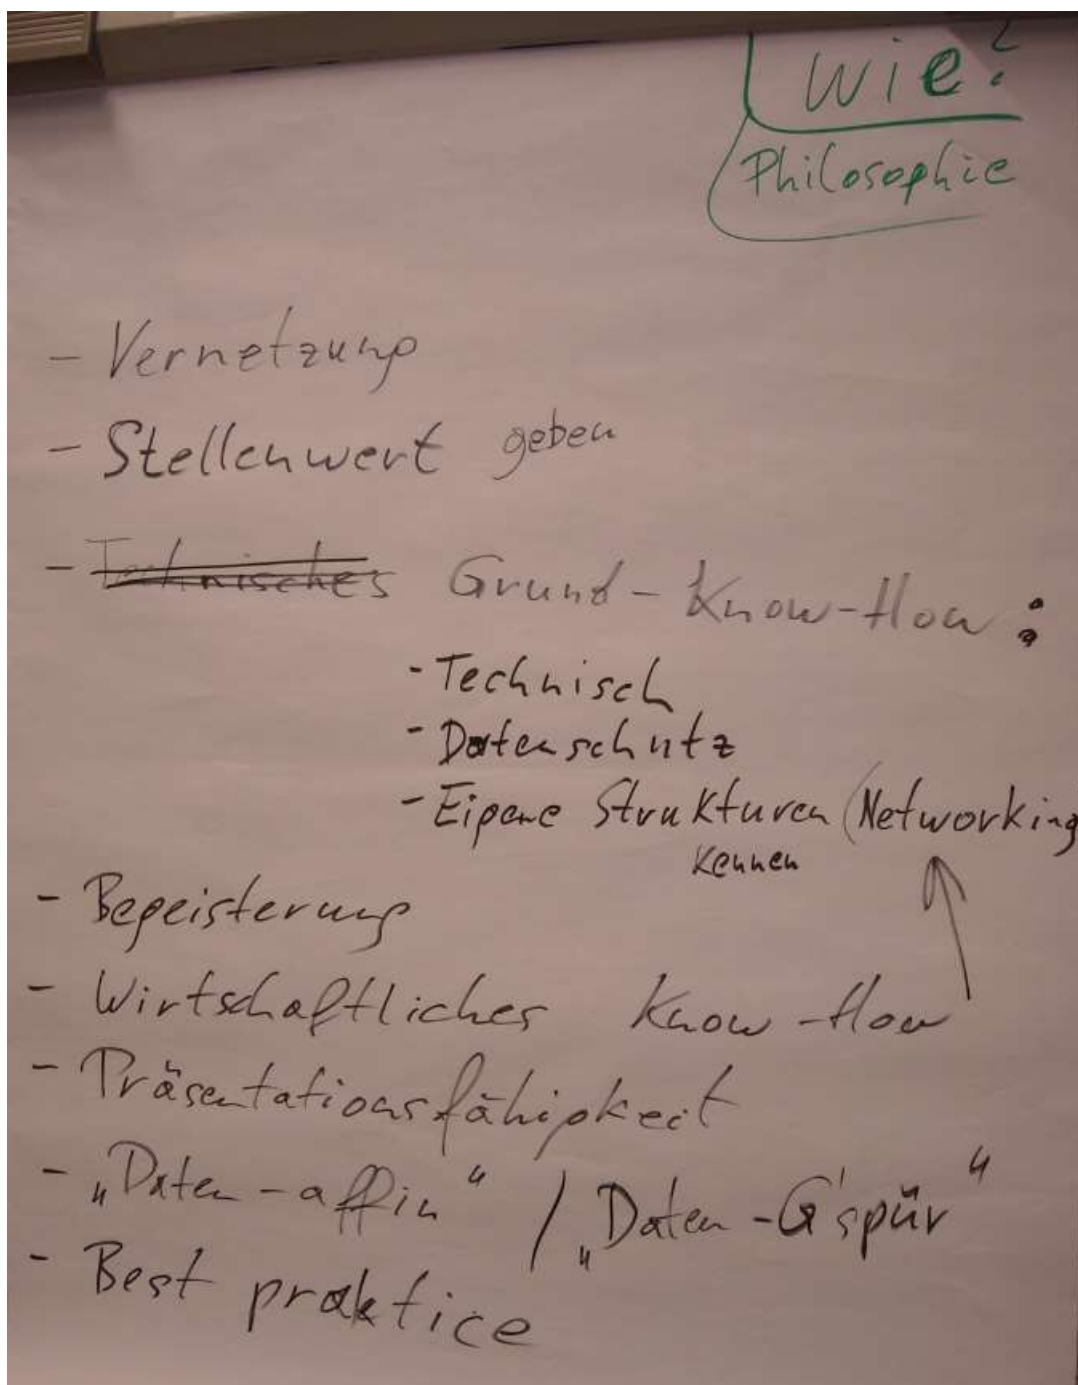 Wie?
Philosophie
- Vernetzung
- Stellenwert geben
- Technisches Grund-Know-How:
- Technisch
- Datenschutz
- Eigene Strukturen (Networking
kennen
- Begeisterung
- Wirtschaftliches Know-How
- Präsentationsfähigkeit
- „Daten-affin“ / „Daten-G'spür“
- Best praktice